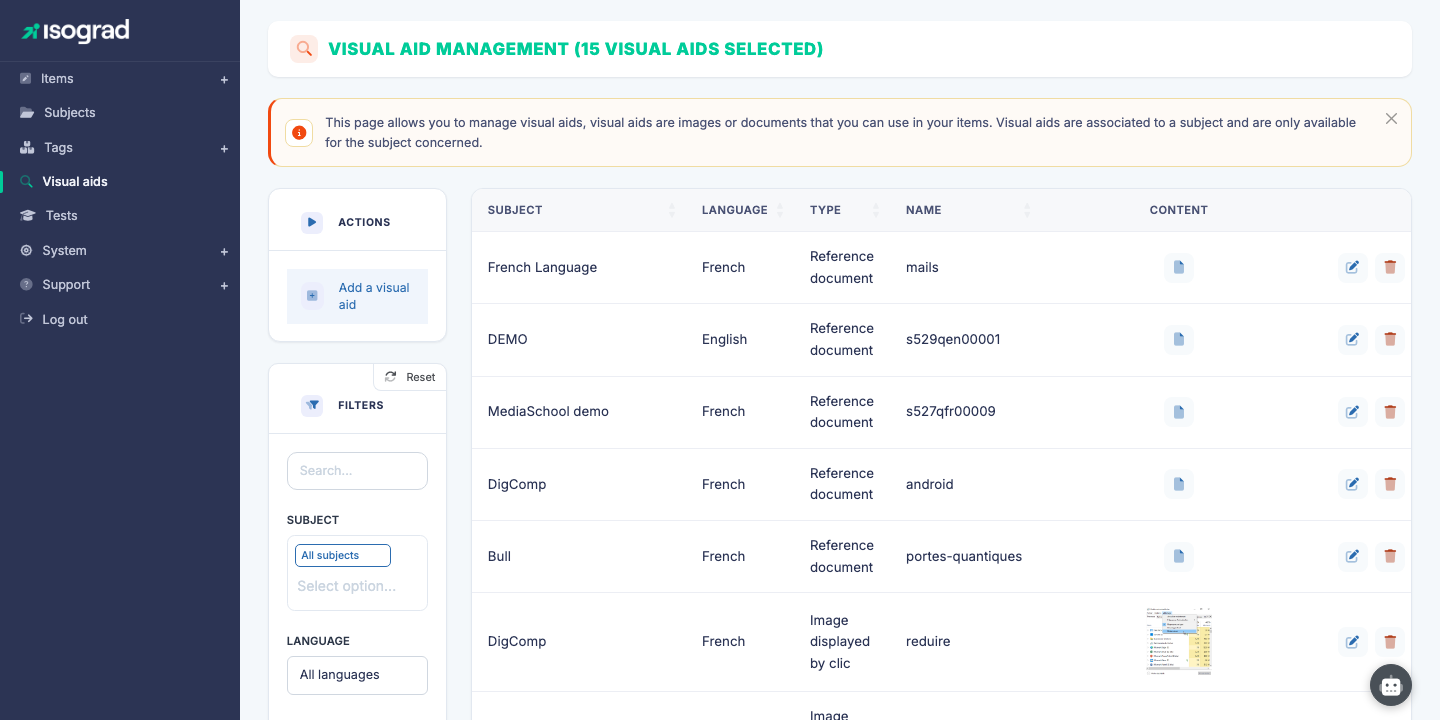 isograd
Items
Subjects
Tags
Visual aids
Tests
System
Support
Log out
VISUAL AID MANAGEMENT (15 VISUAL AIDS SELECTED)
This page allows you to manage visual aids, visual aids are images or documents that you can use in your items. Visual aids are associated to a subject and are only available
for the subject concerned.
ACTIONS
Add a visual
aid
Reset
FILTERS
Search...
SUBJECT
All subjects
Select option...
LANGUAGE
All languages
SUBJECT LANGUAGE TYPE NAME CONTENT
French Language French Reference document mails
DEMO English Reference document s529qen00001
MediaSchool demo French Reference document s527qfr00009
DigComp French Reference document android
Bull French Reference document portes-quantiques
DigComp French Image displayed by clic reduire
Image